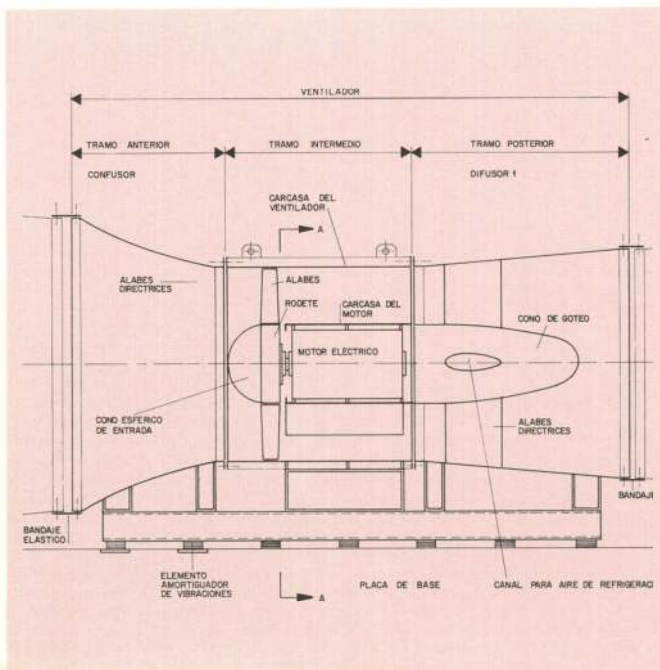 VENTILADOR
TRAMO ANTERIOR
TRAMO INTERMEDIO
TRAMO POSTERIOR
CONFUSOR
DIFUSOR 1
CARCASA DEL
VENTILADOR
A
ALABES
DIRECTRICES
ALABES
RODETE
CARCASA DEL
MOTOR
CONO DE GOTEO
MOTOR ELECTRICO
CONO ESFERICO
DE ENTRADA
ALABES
DIRECTRICES
BANDAJE
ELASTICO
BANDAJE
ELEMENTO
AMORTIGUADOR
DE VIBRACIONES
A
PLACA DE BASE
CANAL PARA AIRE DE REFRIGERAC